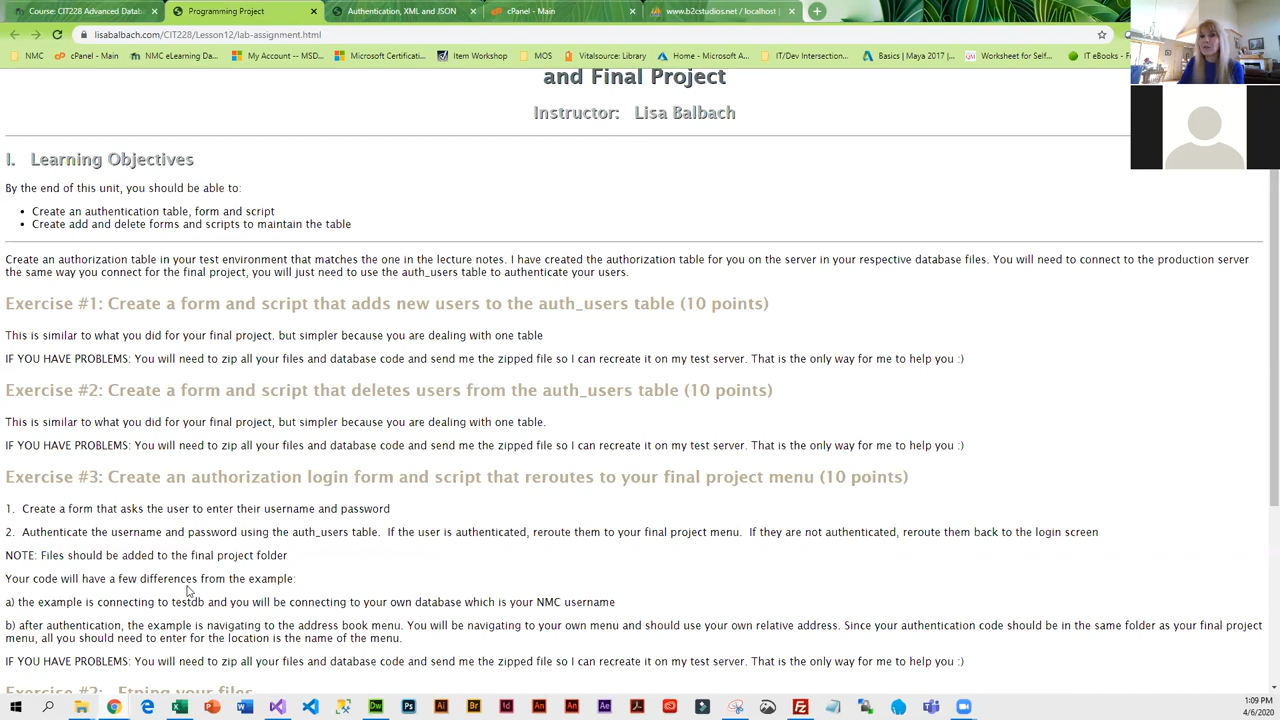 Course: CIT228 Advanced Datab
Programming Project
Authentication, XML and JSON
cPanel - Main
www.b2cstudios.net / localhost |
lisabalbach.com/CIT228/Lesson12/lab-assignment.html
NMC
cPanel - Main
NMC eLearning Da...
My Account -- MSD...
Microsoft Certificati...
Item Workshop
MOS
Vitalsource: Library
Home - Microsoft A...
IT/Dev Intersection...
Basics | Maya 2017 |...
Worksheet for Self...
IT eBooks - F
and Final Project
Instructor: Lisa Balbach
I. Learning Objectives
By the end of this unit, you should be able to:
• Create an authentication table, form and script
• Create add and delete forms and scripts to maintain the table
Create an authorization table in your test environment that matches the one in the lecture notes. I have created the authorization table for you on the server in your respective database files. You will need to connect to the production server
the same way you connect for the final project, you will just need to use the auth_users table to authenticate your users.
Exercise #1: Create a form and script that adds new users to the auth_users table (10 points)
This is similar to what you did for your final project, but simpler because you are dealing with one table
IF YOU HAVE PROBLEMS: You will need to zip all your files and database code and send me the zipped file so I can recreate it on my test server. That is the only way for me to help you :)
Exercise #2: Create a form and script that deletes users from the auth_users table (10 points)
This is similar to what you did for your final project, but simpler because you are dealing with one table.
IF YOU HAVE PROBLEMS: You will need to zip all your files and database code and send me the zipped file so I can recreate it on my test server. That is the only way for me to help you :)
Exercise #3: Create an authorization login form and script that reroutes to your final project menu (10 points)
1. Create a form that asks the user to enter their username and password
2. Authenticate the username and password using the auth_users table. If the user is authenticated, reroute them to your final project menu. If they are not authenticated, reroute them back to the login screen
NOTE: Files should be added to the final project folder
Your code will have a few differences from the example:
a) the example is connecting to testdb and you will be connecting to your own database which is your NMC username
b) after authentication, the example is navigating to the address book menu. You will be navigating to your own menu and should use your own relative address. Since your authentication code should be in the same folder as your final project
menu, all you should need to enter for the location is the name of the menu.
IF YOU HAVE PROBLEMS: You will need to zip all your files and database code and send me the zipped file so I can recreate it on my test server. That is the only way for me to help you :)
Exercise #2: Ftping your files
1:09 PM
4/6/2020